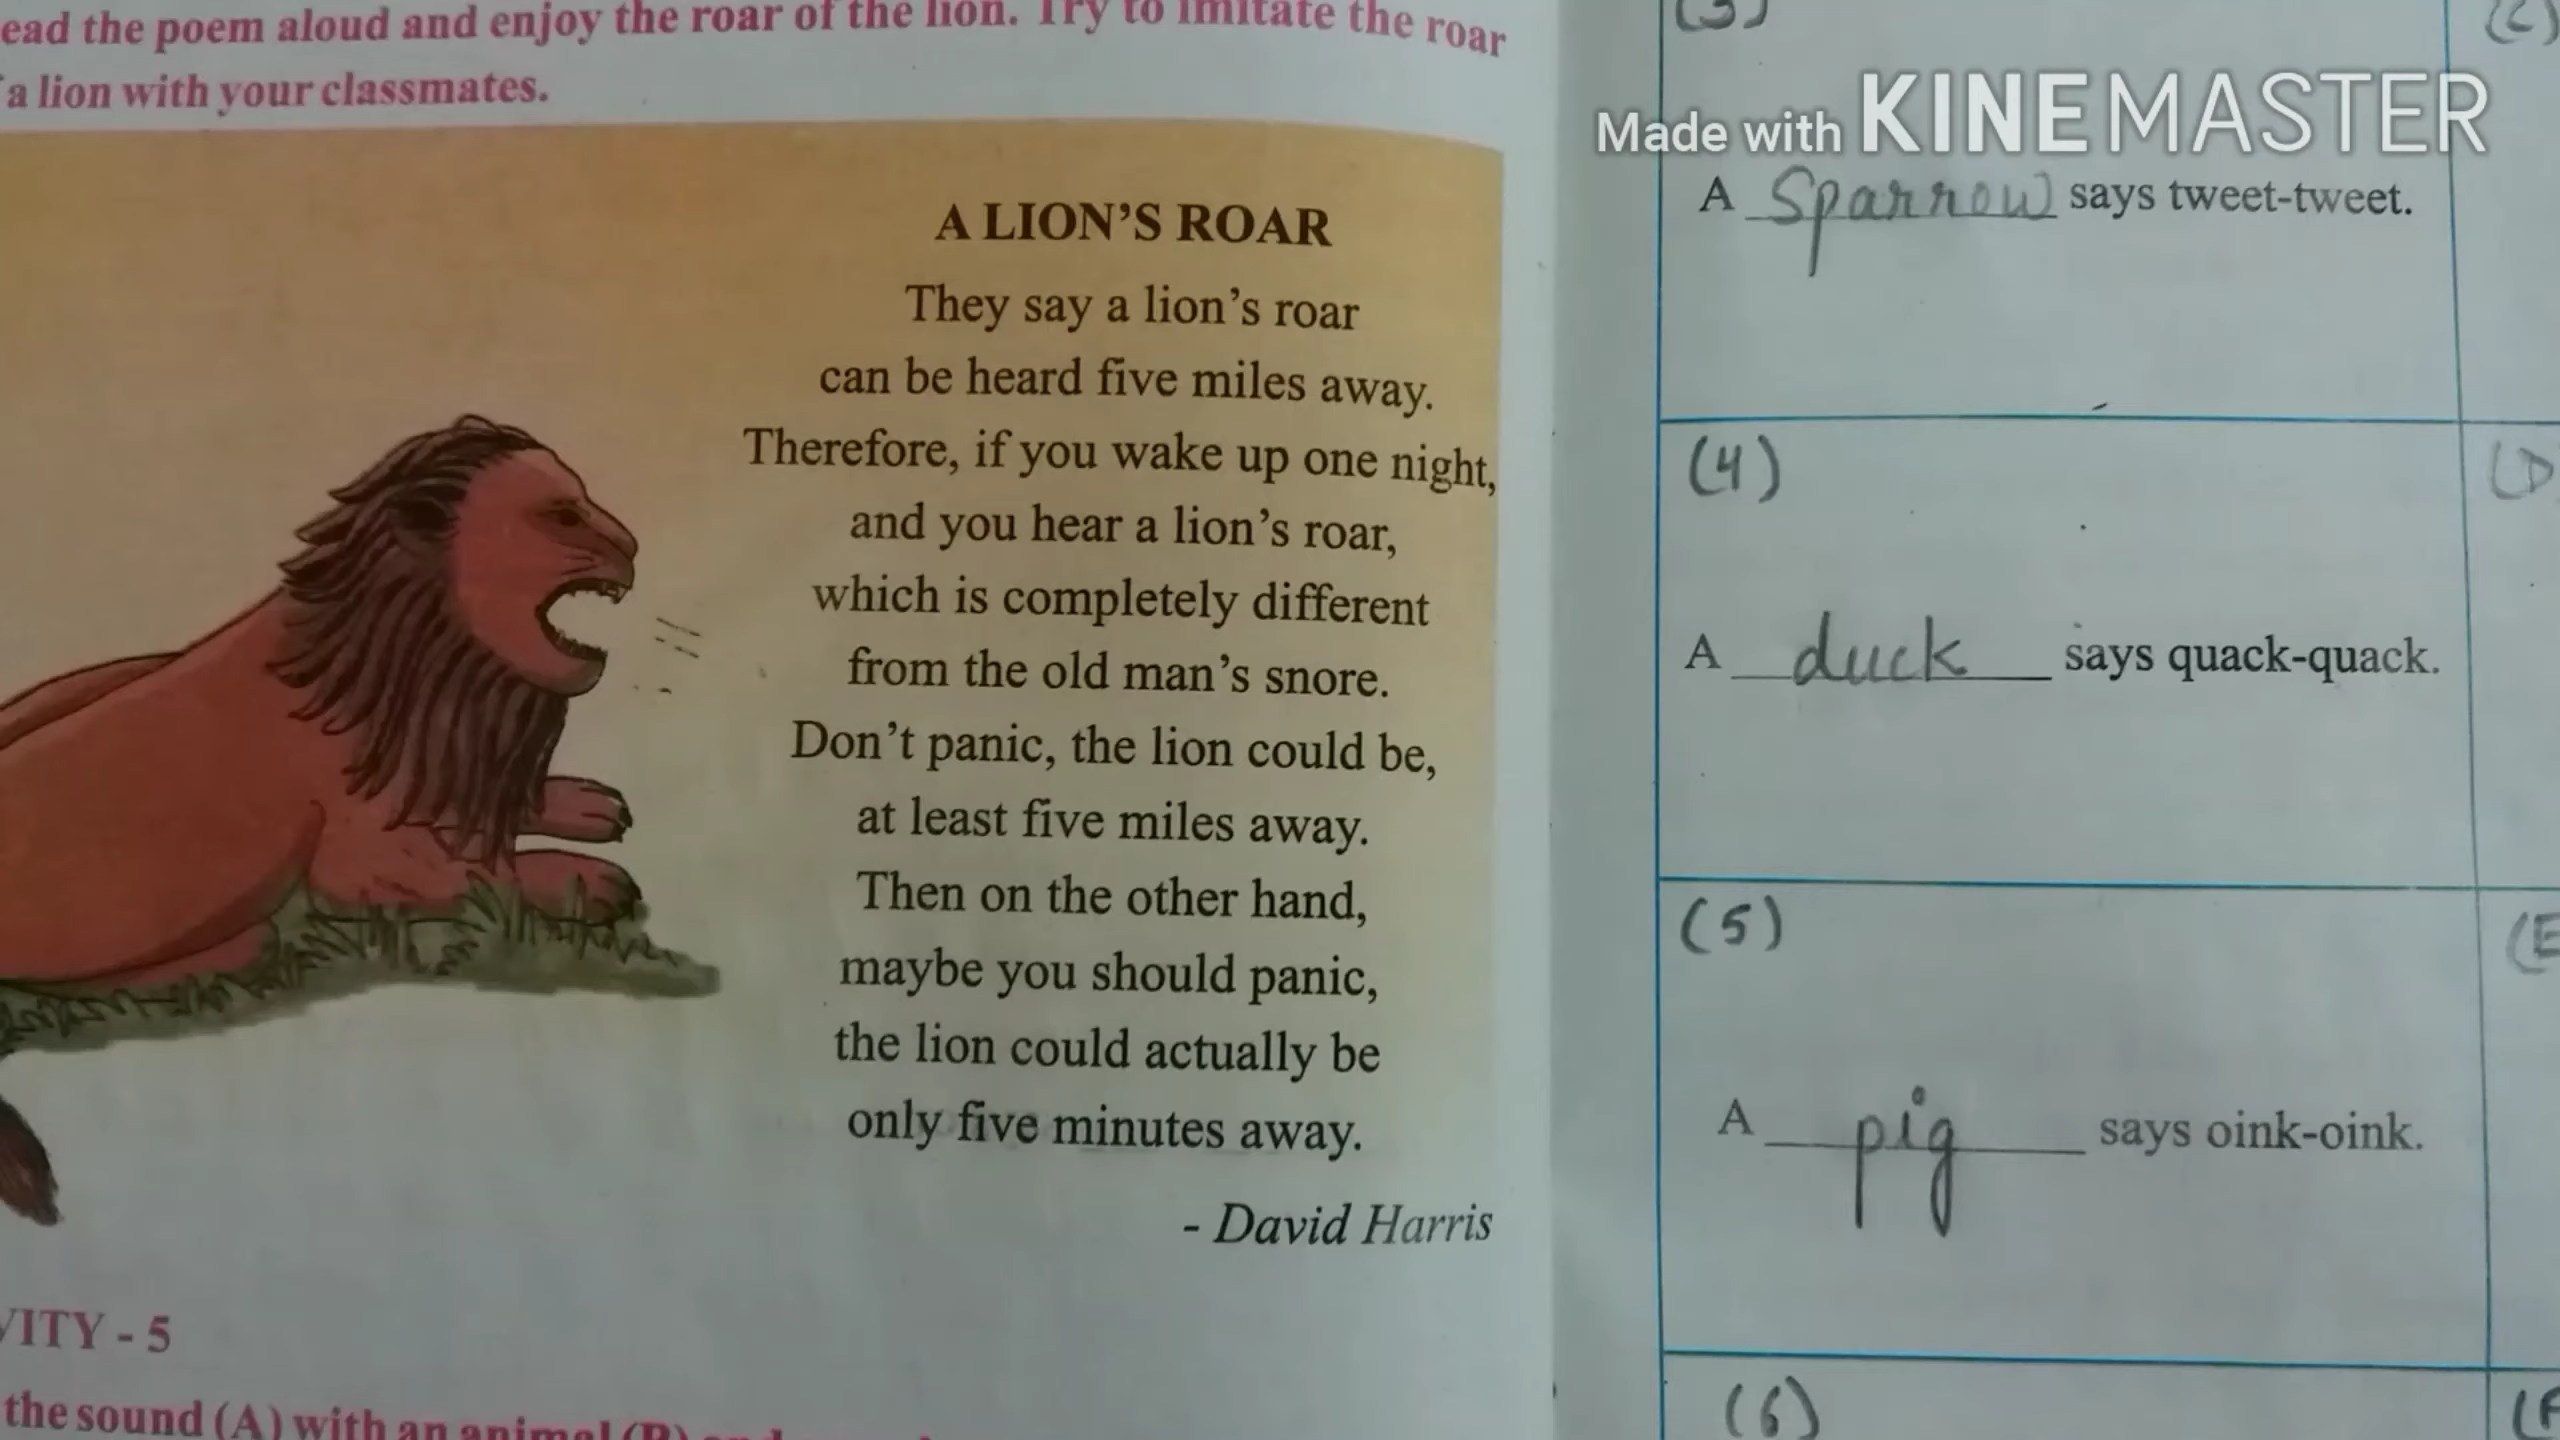 ead the poem aloud and enjoy the roar of the lion. Try to imitate the roar
a lion with your classmates.
A LION'S ROAR
They say a lion's roar
can be heard five miles away.
Therefore, if you wake up one night,
and you hear a lion's roar,
which is completely different
from the old man's snore.
Don't panic, the lion could be,
at least five miles away.
Then on the other hand,
maybe you should panic,
the lion could actually be
only five minutes away.
- David Harris
VITY - 5
the sound (A) with an animal (B)
(3)
Made with KINEMASTER
A Sparrow says tweet-tweet.
(4)
A duck says quack-quack.
(5)
A pig says oink-oink.
(6)
(C)
(D)
(E